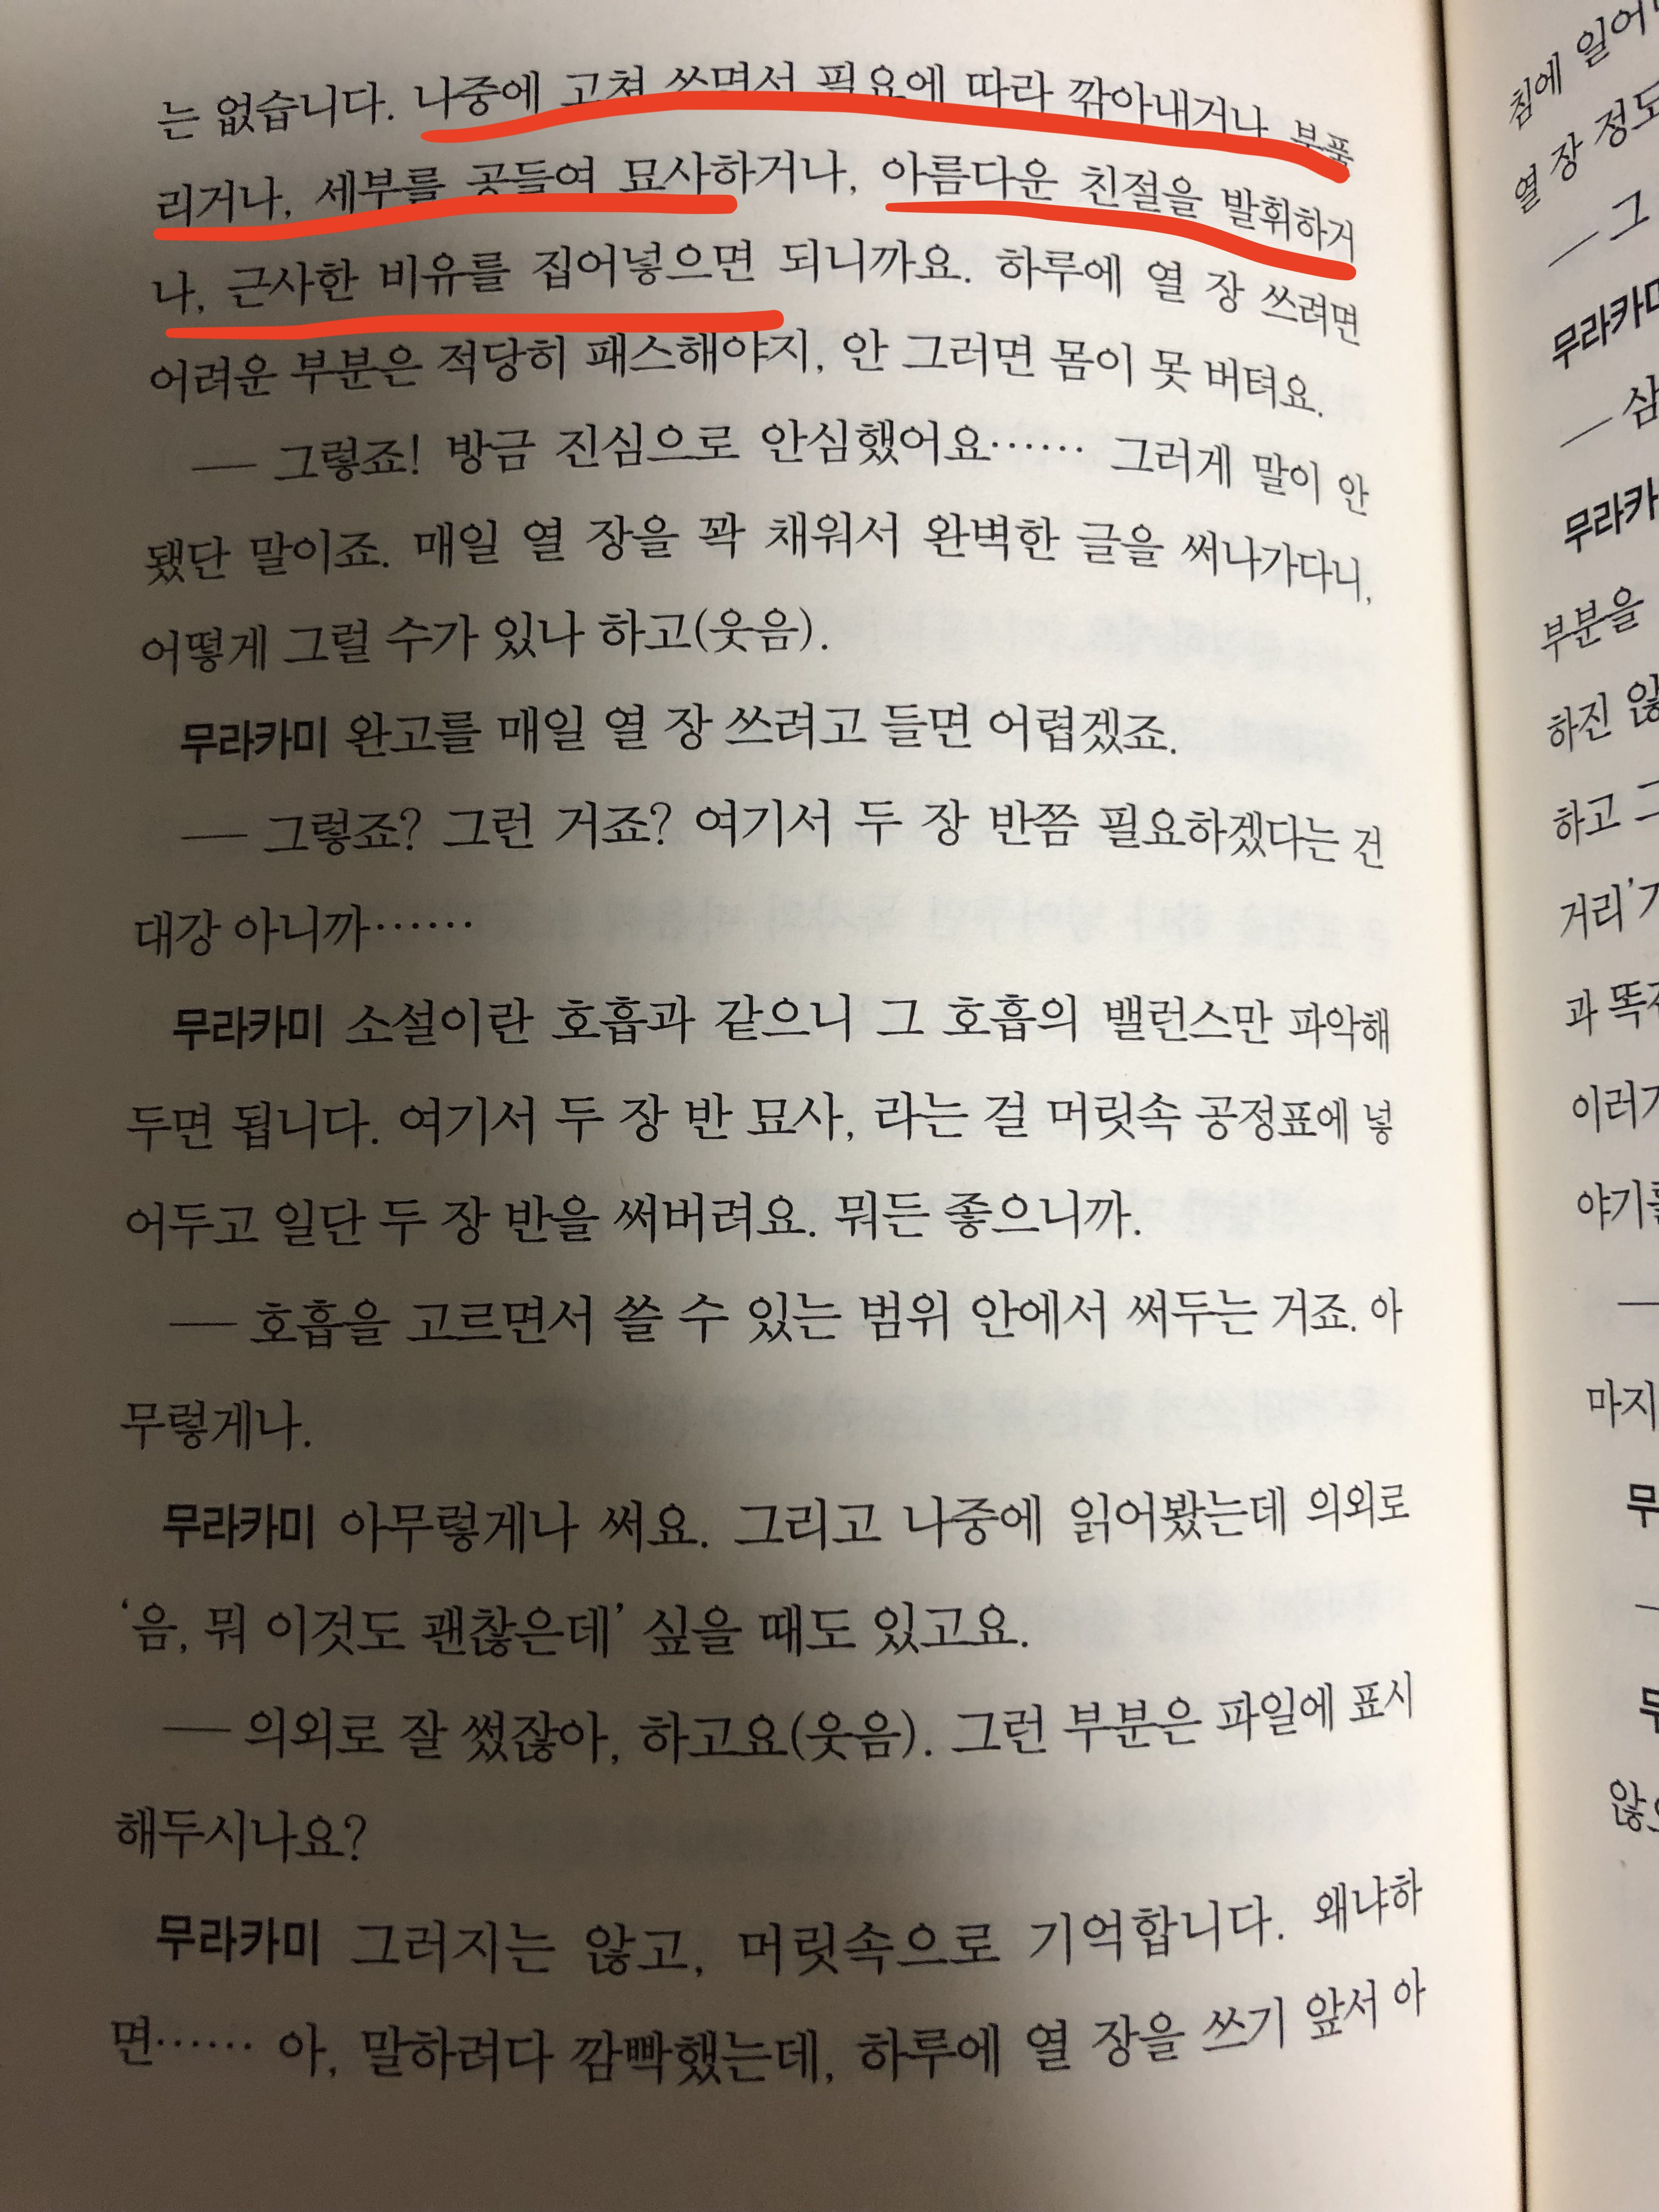 는 없습니다. 나중에 고쳐 쓰면서 필요에 따라 깎아내거나 부풀
리거나, 세부를 공들여 묘사하거나, 아름다운 친절을 발휘하거
나, 근사한 비유를 집어넣으면 되니까요. 하루에 열 장 쓰려면
어려운 부분은 적당히 패스해야지, 안 그러면 몸이 못 버텨요.
— 그렇죠! 방금 진심으로 안심했어요…… 그러게 말이 안
됐단 말이죠. 매일 열 장을 꽉 채워서 완벽한 글을 써나가다니,
어떻게 그럴 수가 있나 하고(웃음).
무라카미 완고를 매일 열 장 쓰려고 들면 어렵겠죠.
— 그렇죠? 그런 거죠? 여기서 두 장 반쯤 필요하겠다는 건
대강 아니까……
무라카미 소설이란 호흡과 같으니 그 호흡의 밸런스만 파악해
두면 됩니다. 여기서 두 장 반 묘사, 라는 걸 머릿속 공정표에 넣
어두고 일단 두 장 반을 써버려요. 뭐든 좋으니까.
— 호흡을 고르면서 쓸 수 있는 범위 안에서 써두는 거죠. 아
무렇게나.
무라카미 아무렇게나 써요. 그리고 나중에 읽어봤는데 의외로
‘음, 뭐 이것도 괜찮은데’ 싶을 때도 있고요.
— 의외로 잘 썼잖아, 하고요(웃음). 그런 부분은 파일에 표시
해두시나요?
무라카미 그러지는 않고, 머릿속으로 기억합니다. 왜냐하
면…… 아, 말하려다 깜빡했는데, 하루에 열 장을 쓰기 앞서 아
침에
열 장 정도
— 그
무라카미
— 삼
무라카
부분을
하진 않
하고 그
거리’
과 똑
이러
야기를
마지
무